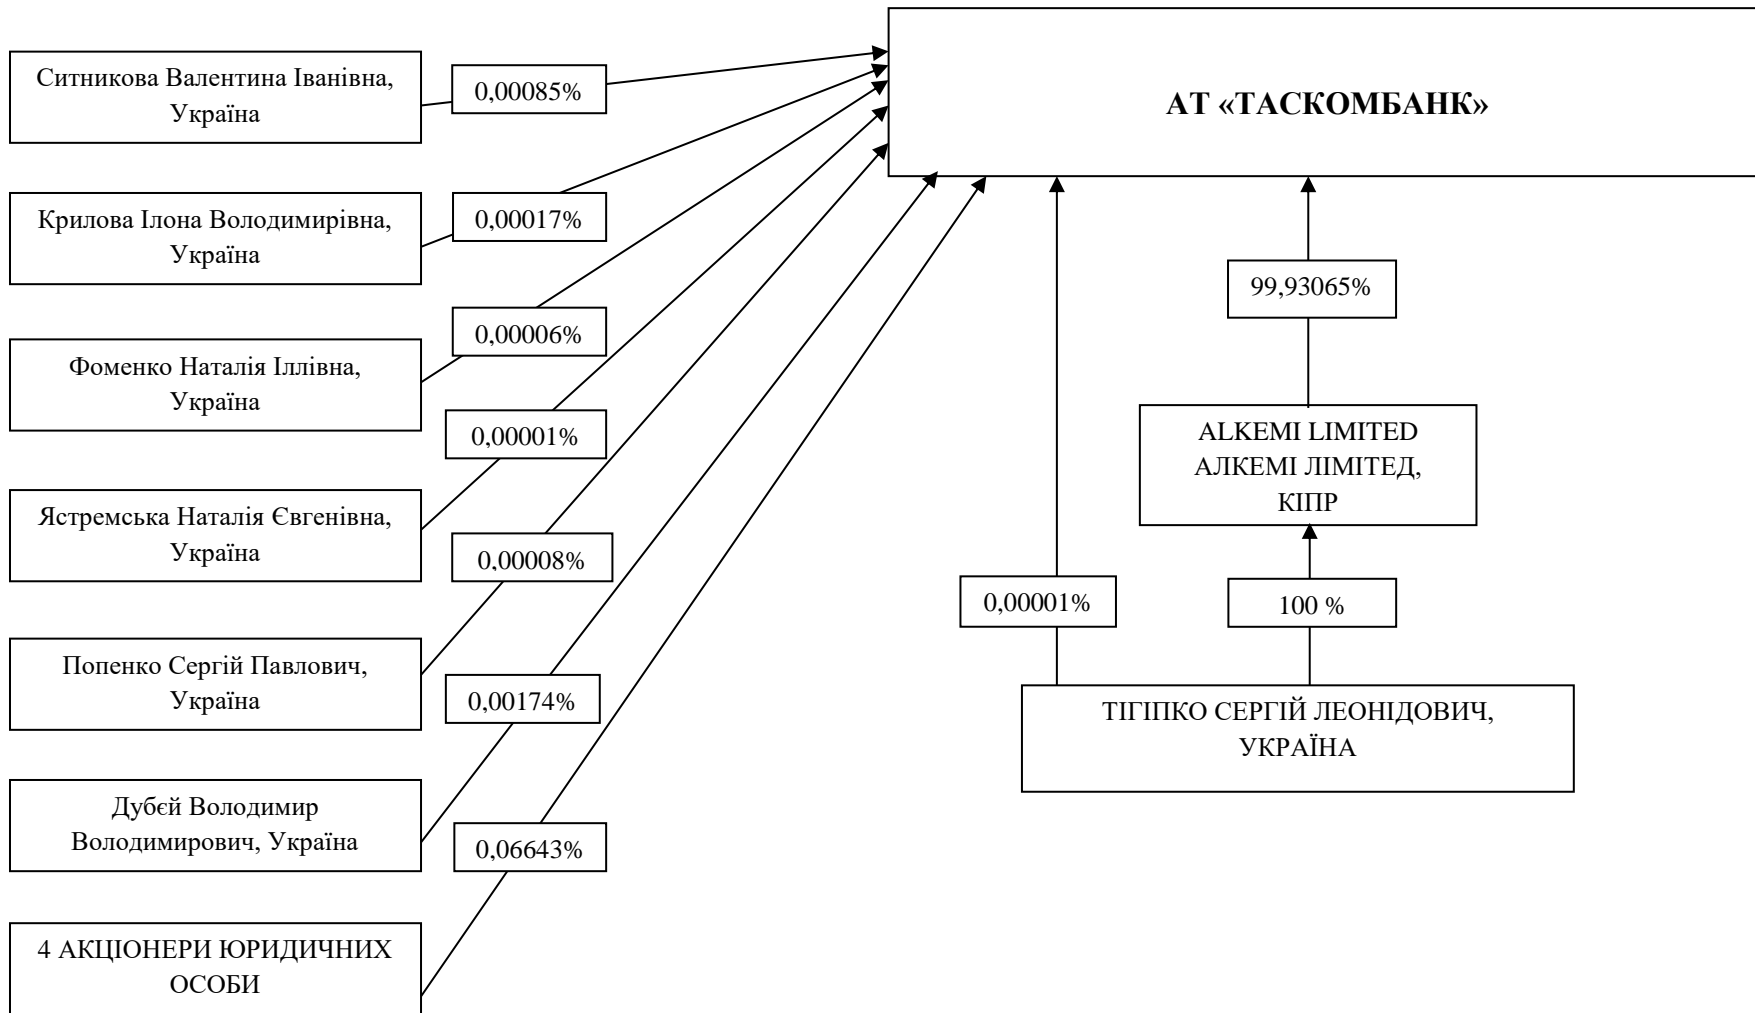 АТ «ТАСКОМБАНК»
Ситникова Валентина Іванівна,
Україна
0,00085%
Крилова Ілона Володимирівна,
Україна
0,00017%
99,93065%
Фоменко Наталія Іллівна,
Україна
0,00006%
ALKEMI LIMITED
АЛКЕМІ ЛІМІТЕД,
КІПР
0,00001%
Ястремська Наталія Євгенівна,
Україна
0,00008%
0,00001%
100 %
Попенко Сергій Павлович,
Україна
0,00174%
ТІГІПКО СЕРГІЙ ЛЕОНІДОВИЧ,
УКРАЇНА
Дубєй Володимир
Володимирович, Україна
0,06643%
4 АКЦІОНЕРИ ЮРИДИЧНИХ
ОСОБИ